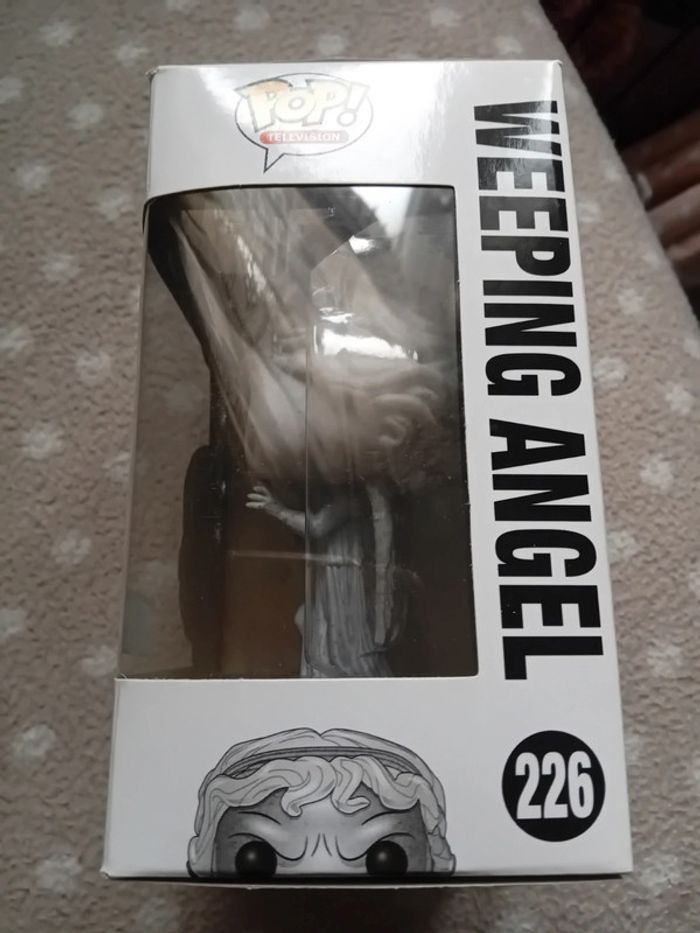 POP!
TELEVISION
WEEPING ANGEL
226